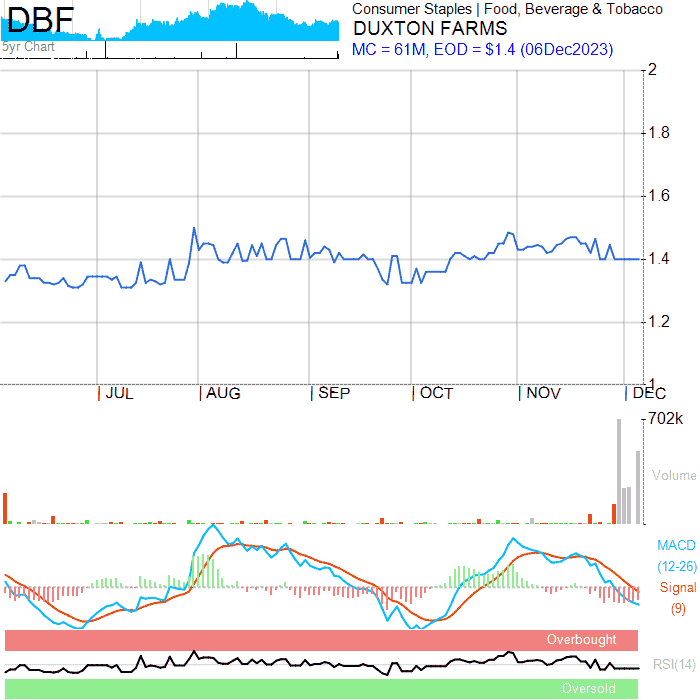 DBF
5yr Chart
Consumer Staples | Food, Beverage & Tobacco
DUXTON FARMS
MC = 61M, EOD = $1.4 (06Dec2023)
2
1.8
1.6
1.4
1.2
1
JUL AUG SEP OCT NOV DEC
702k
Volume
MACD
(12-26)
Signal
(9)
Overbought
RSI(14)
Oversold